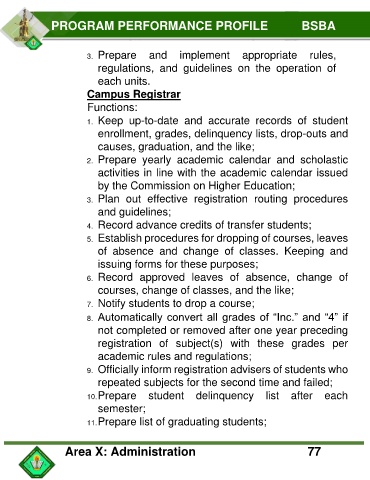 PROGRAM PERFORMANCE PROFILE BSBA
3. Prepare and implement appropriate rules,
regulations, and guidelines on the operation of
each units.
Campus Registrar
Functions:
1. Keep up-to-date and accurate records of student
enrollment, grades, delinquency lists, drop-outs and
causes, graduation, and the like;
2. Prepare yearly academic calendar and scholastic
activities in line with the academic calendar issued
by the Commission on Higher Education;
3. Plan out effective registration routing procedures
and guidelines;
4. Record advance credits of transfer students;
5. Establish procedures for dropping of courses, leaves
of absence and change of classes. Keeping and
issuing forms for these purposes;
6. Record approved leaves of absence, change of
courses, change of classes, and the like;
7. Notify students to drop a course;
8. Automatically convert all grades of “Inc.” and “4” if
not completed or removed after one year preceding
registration of subject(s) with these grades per
academic rules and regulations;
9. Officially inform registration advisers of students who
repeated subjects for the second time and failed;
10. Prepare student delinquency list after each
semester;
11. Prepare list of graduating students;
Area X: Administration 77